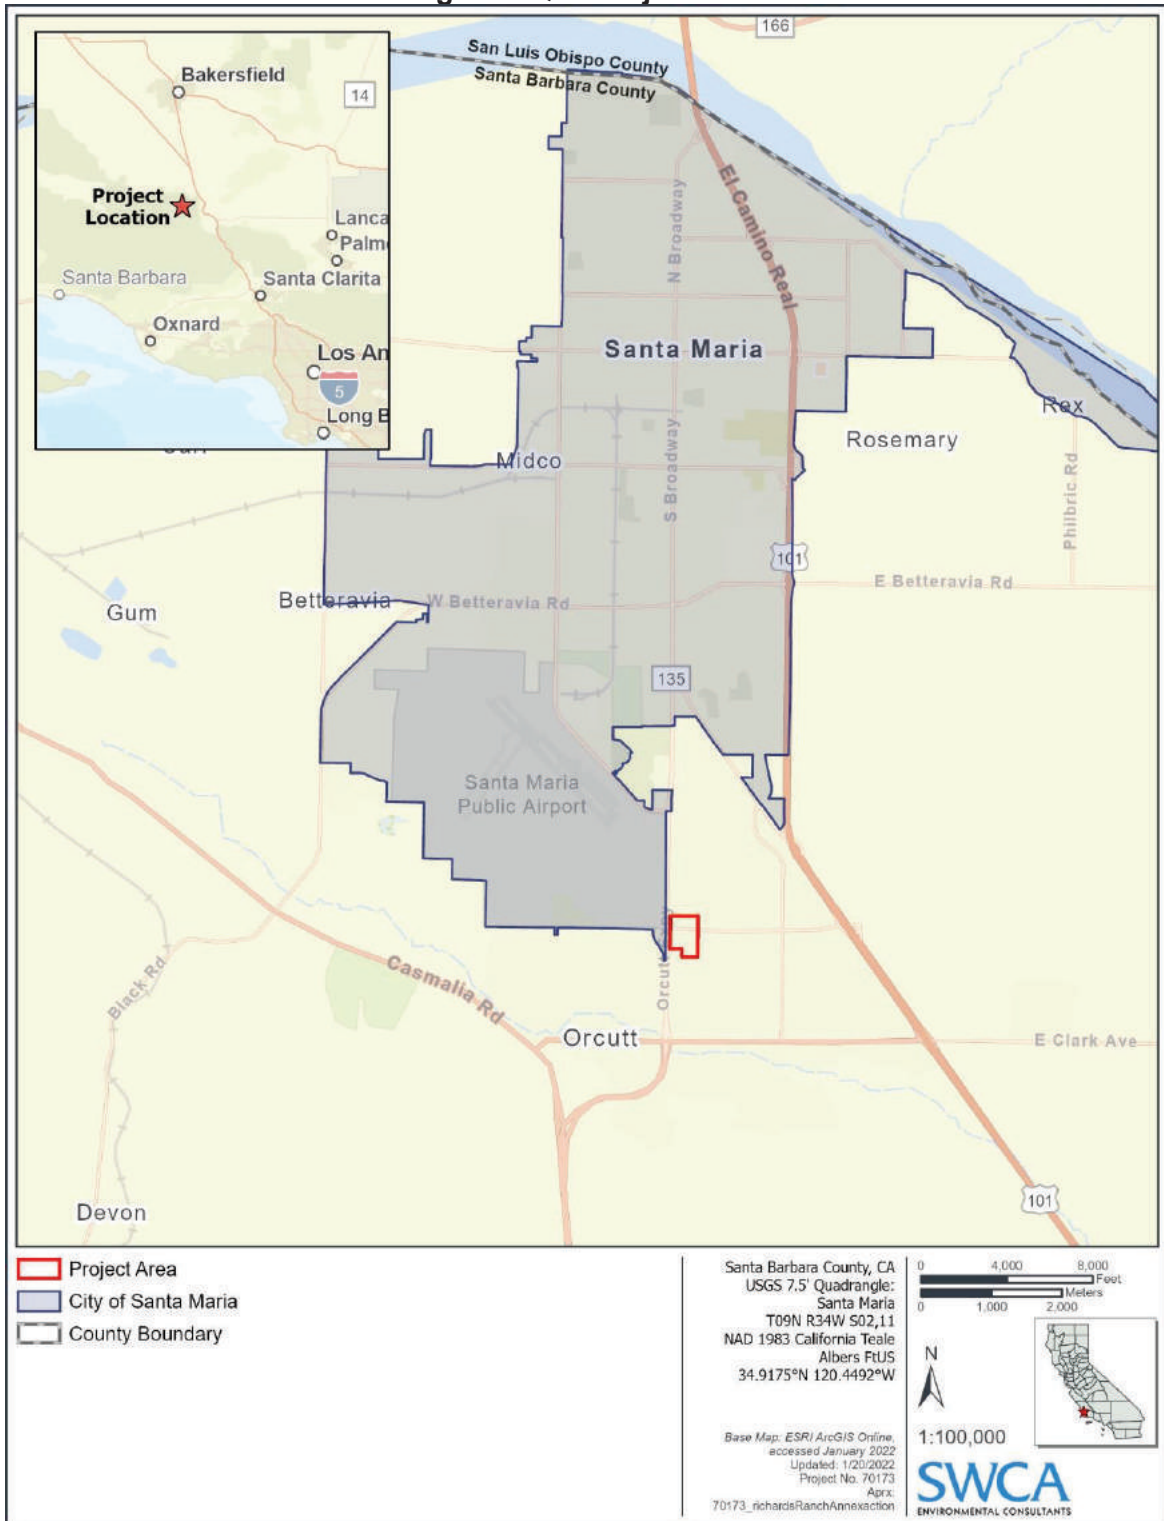 166
San Luis Obispo County
Santa Barbara County
Bakersfield
14
Project
Location
Lanca
Palm
Santa Barbara
Santa Clarita
Oxnard
Los An
5
Long B
El Camino Real
N Broadway
Santa Maria
Rex
Rosemary
Midco
S Broadway
Philbric Rd
101
E Betteravia Rd
Betteravia
W Betteravia Rd
Gum
135
Santa Maria
Public Airport
Orcutt
Black Rd
Casmalia Rd
Orcutt
E Clark Ave
101
Devon
Project Area
City of Santa Maria
County Boundary
Santa Barbara County, CA
USGS 7.5' Quadrangle:
Santa Maria
T09N R34W S02,11
NAD 1983 California Teale
Albers FtUS
34.9175°N 120.4492°W
Base Map: ESRI ArcGIS Online,
accessed January 2022
Updated: 1/20/2022
Project No. 70173
Aprx:
70173_richardsRanchAnnexaction
0 4,000 8,000
Feet
Meters
0 1,000 2,000
N
1:100,000
SWCA
ENVIRONMENTAL CONSULTANTS